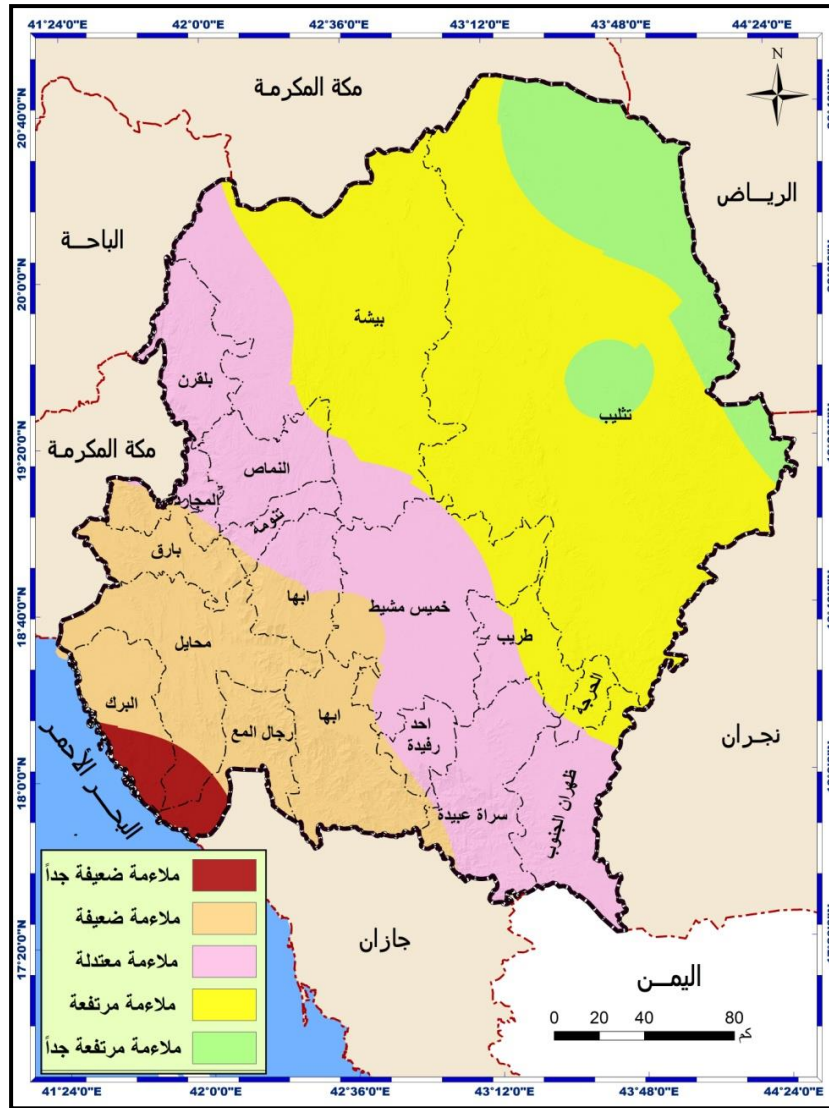 41°24'0"E 42°0'0"E 42°36'0"E 43°12'0"E 43°48'0"E 44°24'0"E
N
مكة المكرمة
20°40'0"N
الرياض
الباحة
20°0'0"N
بيشة
بلقرن
تثليث
19°20'0"N
مكة المكرمة
النماص
المجاردة
تنومة
بارق
ابها
خميس مشيط
18°40'0"N
طريب
محايل
الحرجة
البرك
رجال المع
ابها
احد
رفيدة
نجران
البحر الأحمر
18°0'0"N
سراة عبيدة
ظهران الجنوب
ملاءمة ضعيفة جداً
ملاءمة ضعيفة
ملاءمة معتدلة
ملاءمة مرتفعة
ملاءمة مرتفعة جداً
جازان
17°20'0"N
اليمن
0 20 40 80
كم
41°24'0"E 42°0'0"E 42°36'0"E 43°12'0"E 43°48'0"E 44°24'0"E